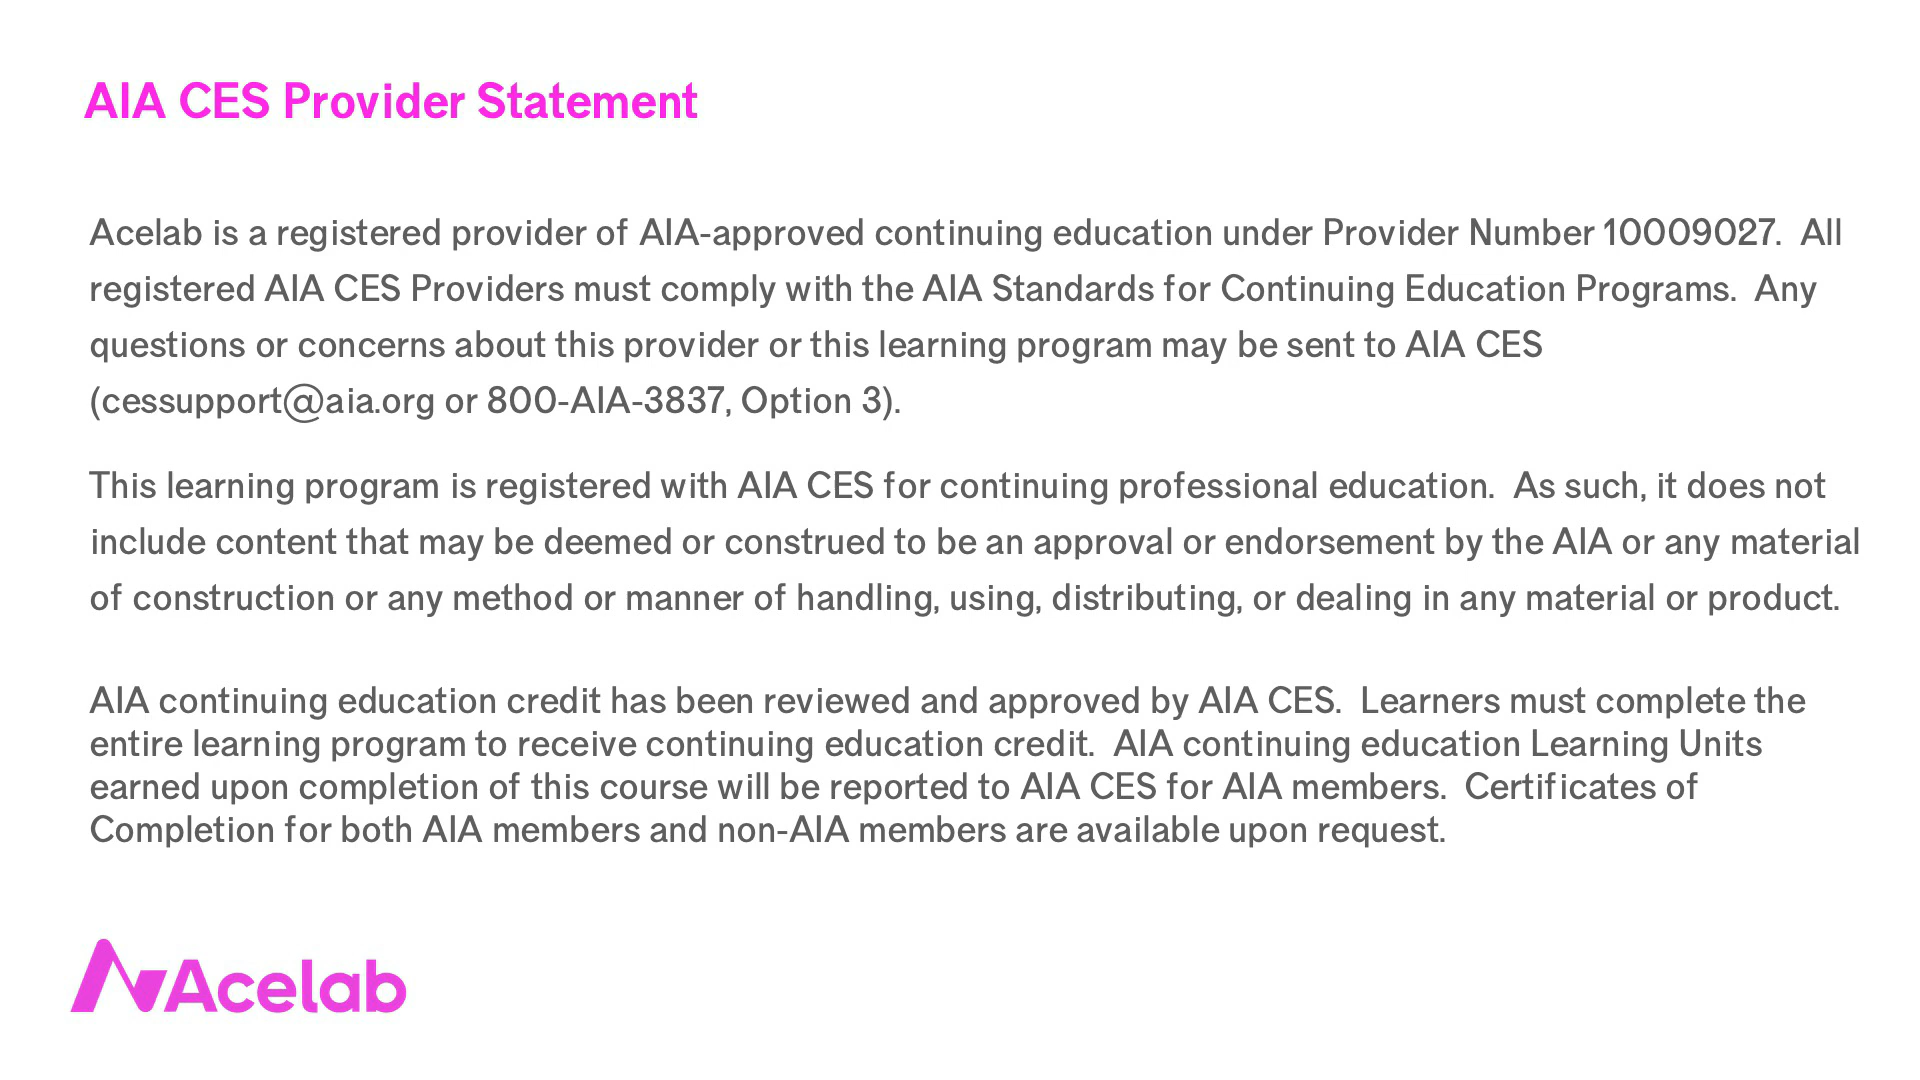 AIA CES Provider Statement
Acelab is a registered provider of AIA-approved continuing education under Provider Number 10009027.  All
registered AIA CES Providers must comply with the AIA Standards for Continuing Education Programs.  Any
questions or concerns about this provider or this learning program may be sent to AIA CES
(cessupport@aia.org or 800-AIA-3837, Option 3).
This learning program is registered with AIA CES for continuing professional education.  As such, it does not
include content that may be deemed or construed to be an approval or endorsement by the AIA or any material
of construction or any method or manner of handling, using, distributing, or dealing in any material or product.
AIA continuing education credit has been reviewed and approved by AIA CES.  Learners must complete the
entire learning program to receive continuing education credit.  AIA continuing education Learning Units
earned upon completion of this course will be reported to AIA CES for AIA members.  Certificates of
Completion for both AIA members and non-AIA members are available upon request.
Acelab